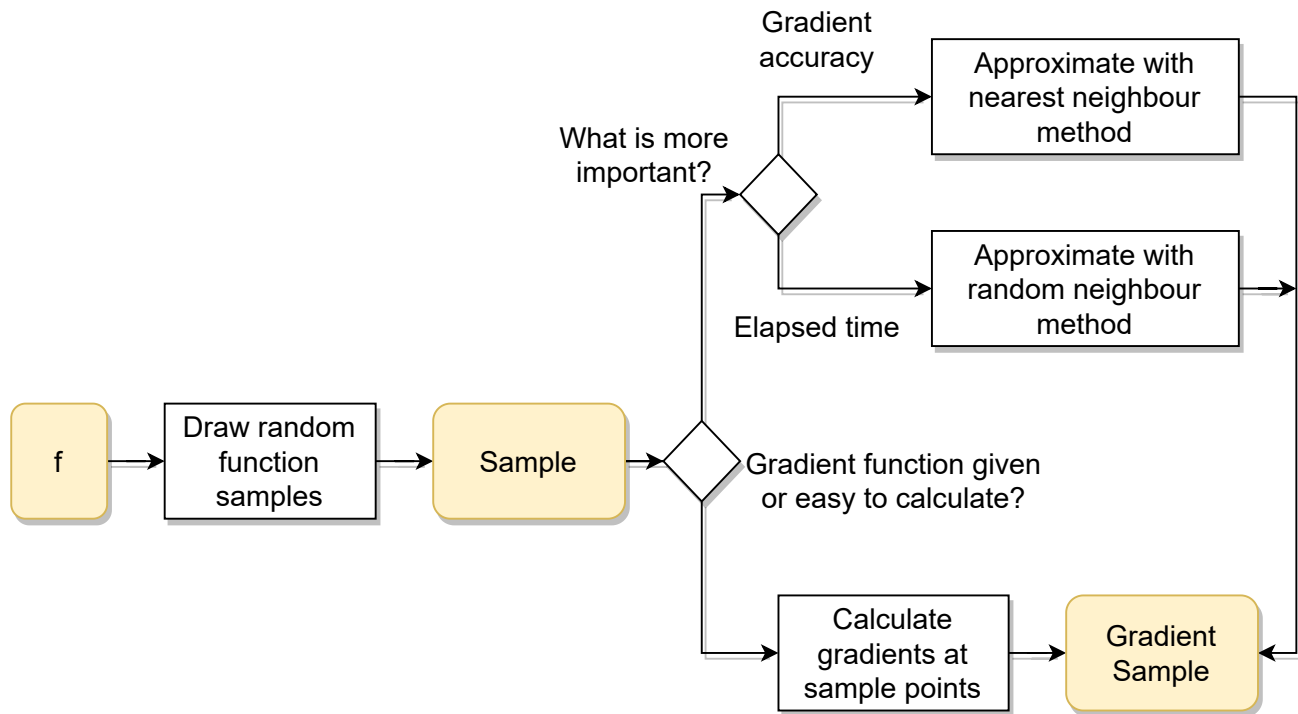 Gradient
accuracy
Approximate with
nearest neighbour
method
What is more
important?
Approximate with
random neighbour
method
Elapsed time
f
Draw random
function
samples
Sample
Gradient function given
or easy to calculate?
Calculate
gradients at
sample points
Gradient
Sample